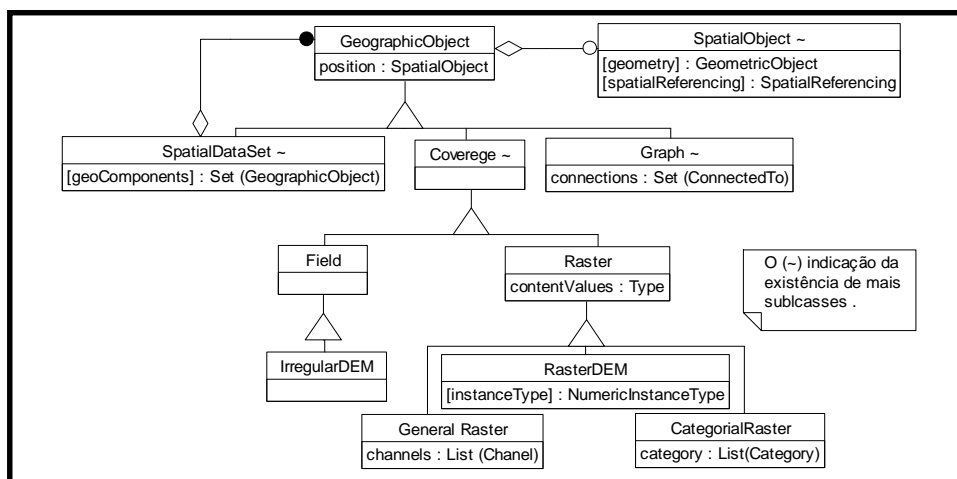 GeographicObject
position : SpatialObject
SpatialObject ~
[geometry] : GeometricObject
[spatialReferencing] : SpatialReferencing
SpatialDataSet ~
[geoComponents] : Set (GeographicObject)
Coverege ~
Graph ~
connections : Set (ConnectedTo)
Field
Raster
contentValues : Type
O (~) indicação da
existência de mais
sublcasses .
IrregularDEM
RasterDEM
[instanceType] : NumericInstanceType
General Raster
channels : List (Chanel)
CategorialRaster
category : List(Category)